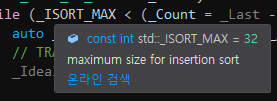 ile (_ISORT_MAX < (_Count = _Last
auto
const int std::_ISORT_MAX = 32
// TRA
maximum size for insertion sort
_Idea
온라인 검색